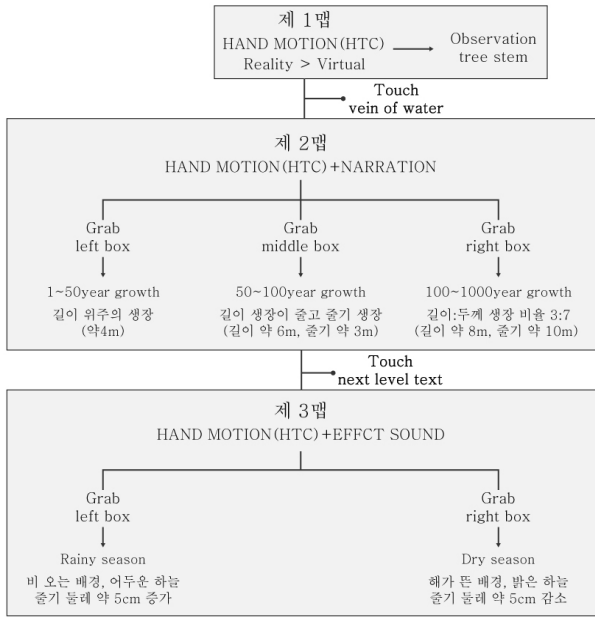 제 1맵
HAND MOTION(HTC)
Reality > Virtual
Observation
tree stem
Touch
vein of water
제 2맵
HAND MOTION(HTC)+NARRATION
Grab
left box
1~50year growth
길이 위주의 생장
(약4m)
Grab
middle box
50~100year growth
길이 생장이 줄고 줄기 생장
(길이 약 6m, 줄기 약 3m)
Grab
right box
100~1000year growth
길이:두께 생장 비율 3:7
(길이 약 8m, 줄기 약 10m)
Touch
next level text
제 3맵
HAND MOTION(HTC)+EFFCT SOUND
Grab
left box
Rainy season
비 오는 배경, 어두운 하늘
줄기 둘레 약 5cm 증가
Grab
right box
Dry season
해가 뜬 배경, 밝은 하늘
줄기 둘레 약 5cm 감소